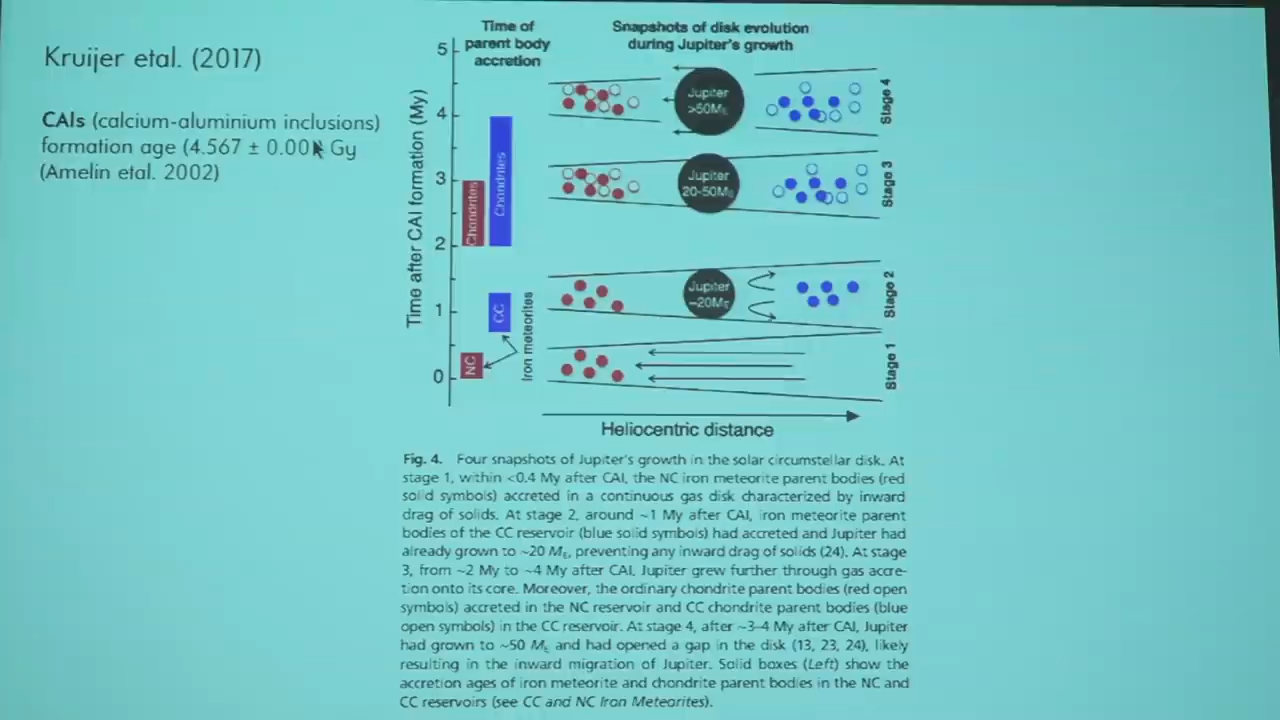 Kruijer etal. (2017)
CAIs (calcium-aluminium inclusions)
formation age (4.567 ± 0.00 Gy
(Amelin etal. 2002)
Time of
parent body
accretion
Snapshots of disk evolution
during Jupiter's growth
Time after CAI formation (My)
5
4
3
2
1
0
Chondrites
Chondrites
CC
NC
Iron meteorites
Jupiter
>50ME
Stage 4
Jupiter
20-50ME
Stage 3
Jupiter
~20ME
Stage 2
Stage 1
Heliocentric distance
Fig. 4. Four snapshots of Jupiter's growth in the solar circumstellar disk. At
stage 1, within <0.4 My after CAI, the NC iron meteorite parent bodies (red
solid symbols) accreted in a continuous gas disk characterized by inward
drag of solids. At stage 2, around ~1 My after CAI, iron meteorite parent
bodies of the CC reservoir (blue solid symbols) had accreted and Jupiter had
already grown to ~20 ME, preventing any inward drag of solids (24). At stage
3, from ~2 My to ~4 My after CAI, Jupiter grew further through gas accre-
tion onto its core. Moreover, the ordinary chondrite parent bodies (red open
symbols) accreted in the NC reservoir and CC chondrite parent bodies (blue
open symbols) in the CC reservoir. At stage 4, after ~3–4 My after CAI, Jupiter
had grown to ~50 ME and had opened a gap in the disk (13, 23, 24), likely
resulting in the inward migration of Jupiter. Solid boxes (Left) show the
accretion ages of iron meteorite and chondrite parent bodies in the NC and
CC reservoirs (see CC and NC Iron Meteorites).